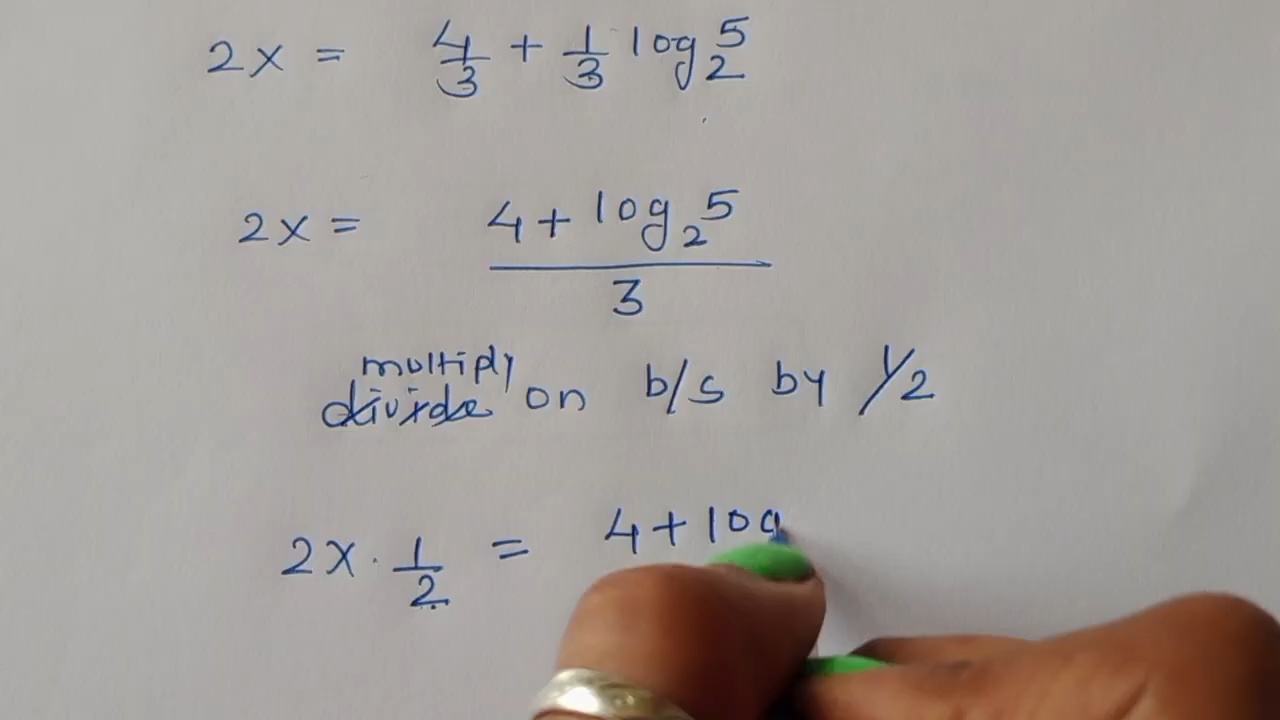 2x = 4/3 + 1/3 log₂5
2x = (4 + log₂5)/3
multiply
divide on b/s by 1/2
2x · 1/2 = 4 + log